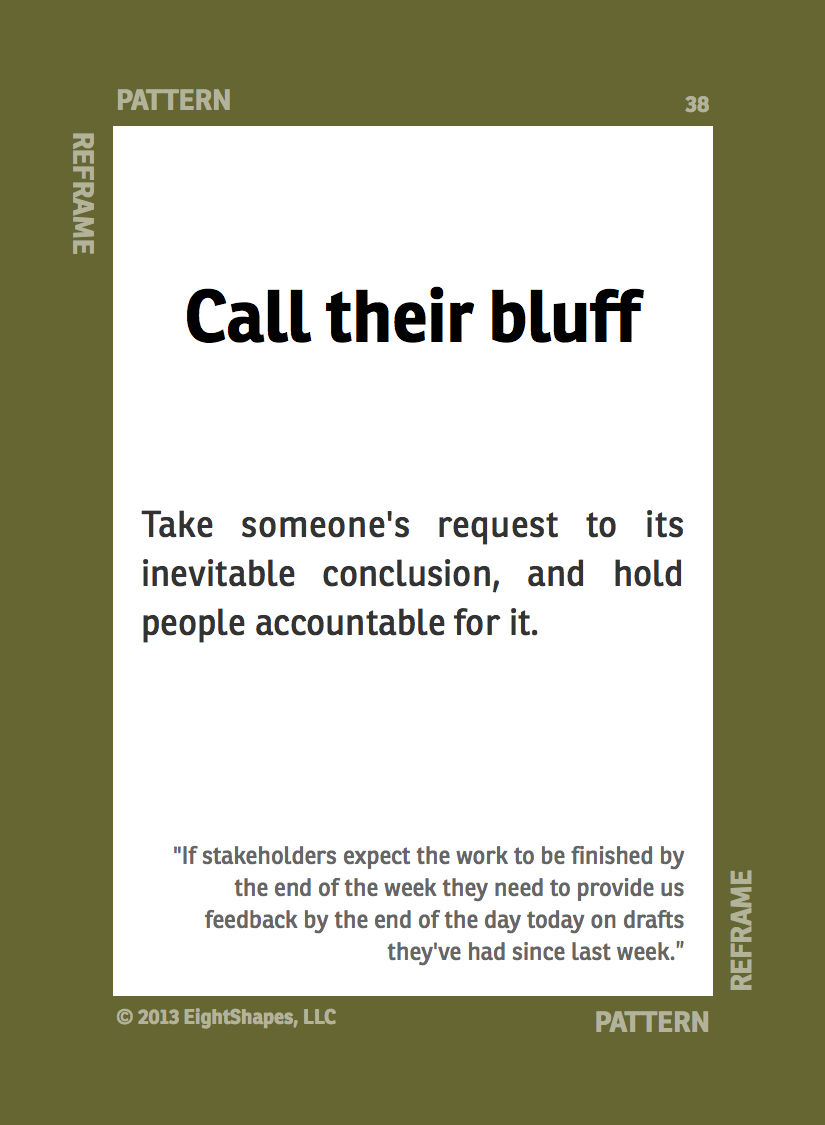 PATTERN
38
REFRAME
Call their bluff
Take someone's request to its
inevitable conclusion, and hold
people accountable for it.
"If stakeholders expect the work to be finished by
the end of the week they need to provide us
feedback by the end of the day today on drafts
they've had since last week.”
REFRAME
© 2013 EightShapes, LLC
PATTERN